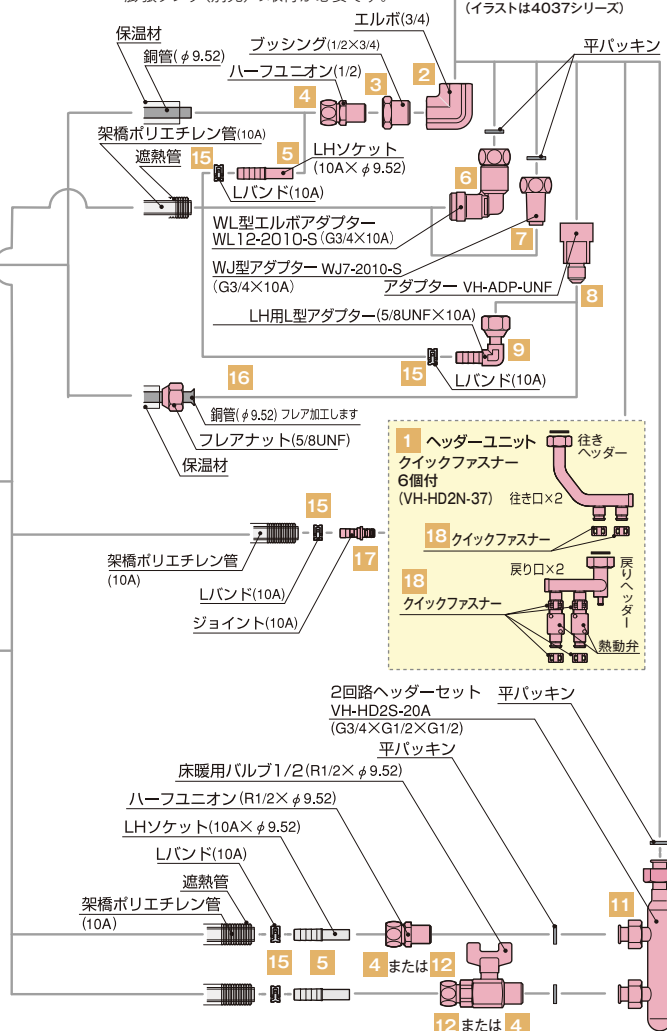 (イラストは4037シリーズ)
エルボ(3/4)
保温材
ブッシング(1/2×3/4)
平パッキン
銅管(φ9.52)
ハーフユニオン(1/2)
4
3
2
架橋ポリエチレン管(10A)
遮熱管
15
5
LHソケット
(10A×φ9.52)
Lバンド(10A)
6
WL型エルボアダプター
WL12-2010-S(G3/4×10A)
7
WJ型アダプター WJ7-2010-S
(G3/4×10A)
アダプター VH-ADP-UNF
8
LH用L型アダプター(5/8UNF×10A)
9
15
Lバンド(10A)
16
銅管(φ9.52) フレア加工します
フレアナット(5/8UNF)
保温材
1 ヘッダーユニット
クイックファスナー
6個付
(VH-HD2N-37)
往き
ヘッダー
往き口×2
18 クイックファスナー
戻り口×2
18
クイックファスナー
戻りヘッダー
熱動弁
15
17
架橋ポリエチレン管
(10A)
Lバンド(10A)
ジョイント(10A)
2回路ヘッダーセット
VH-HD2S-20A
(G3/4×G1/2×G1/2)
平パッキン
平パッキン
床暖用バルブ1/2(R1/2×φ9.52)
ハーフユニオン(R1/2×φ9.52)
LHソケット(10A×φ9.52)
Lバンド(10A)
遮熱管
架橋ポリエチレン管
(10A)
11
15
5
4 または 12
12 または 4